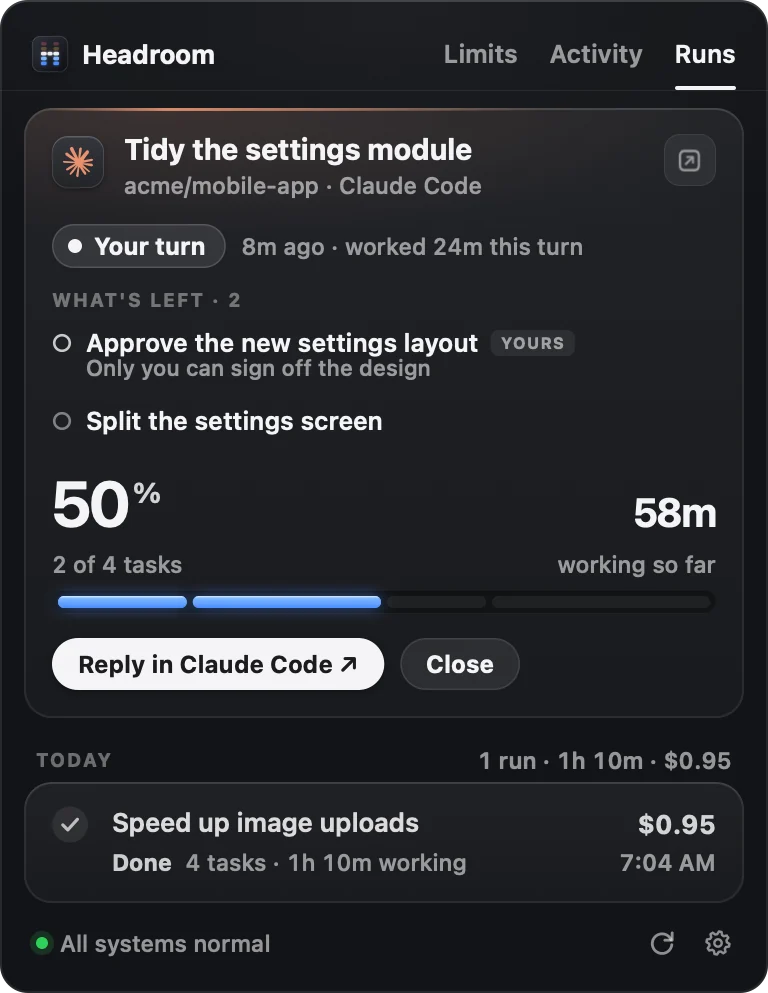 Headroom
Limits Activity Runs
Tidy the settings module
acme/mobile-app · Claude Code
Your turn 8m ago · worked 24m this turn
WHAT'S LEFT · 2
Approve the new settings layout YOURS
Only you can sign off the design
Split the settings screen
50% 58m
2 of 4 tasks working so far
Reply in Claude Code ↗ Close
TODAY 1 run · 1h 10m · $0.95
Speed up image uploads $0.95
Done 4 tasks · 1h 10m working 7:04 AM
All systems normal